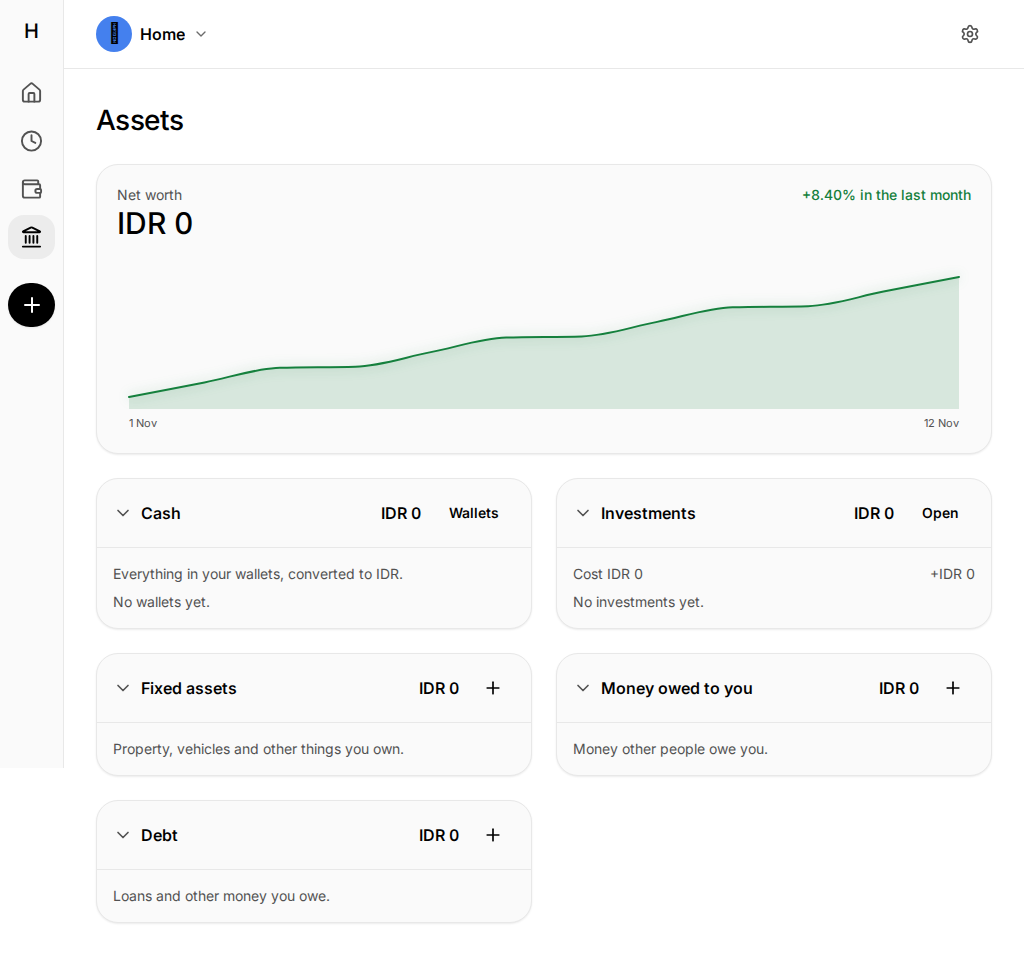 H
Home
Assets
Net worth
+8.40% in the last month
IDR 0
1 Nov
12 Nov
Cash
IDR 0
Wallets
Everything in your wallets, converted to IDR.
No wallets yet.
Investments
IDR 0
Open
Cost IDR 0
+IDR 0
No investments yet.
Fixed assets
IDR 0
Property, vehicles and other things you own.
Money owed to you
IDR 0
Money other people owe you.
Debt
IDR 0
Loans and other money you owe.